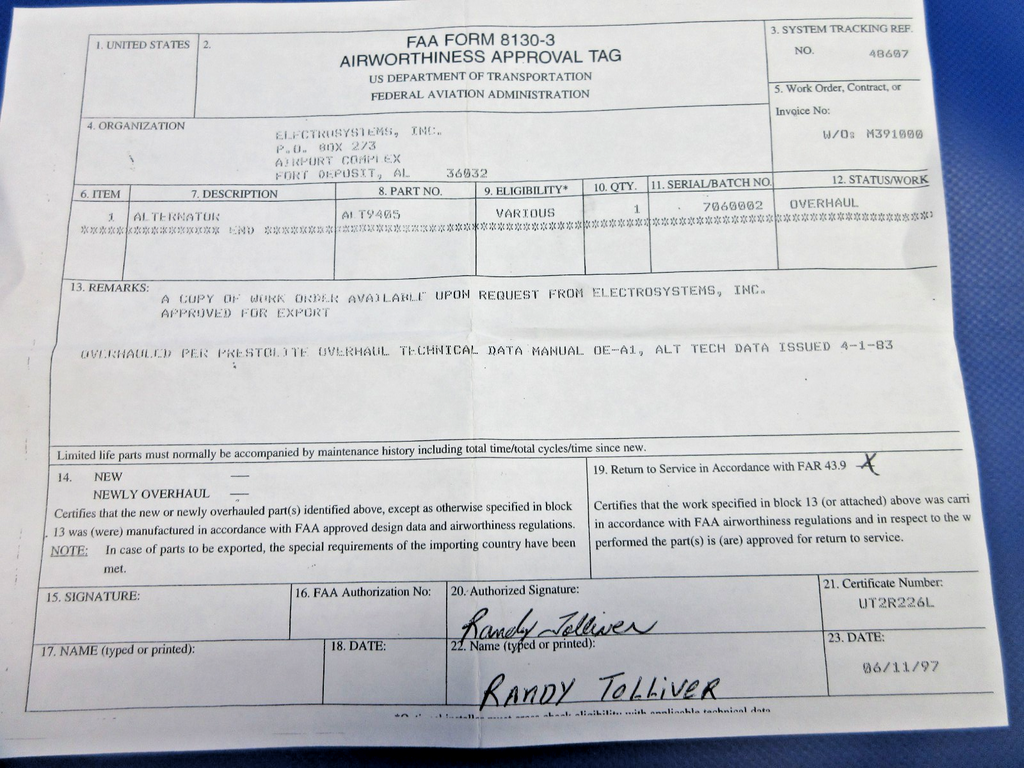 1. UNITED STATES
2.
FAA FORM 8130-3
AIRWORTHINESS APPROVAL TAG
US DEPARTMENT OF TRANSPORTATION
FEDERAL AVIATION ADMINISTRATION
3. SYSTEM TRACKING REF.
NO. 48607
4. ORGANIZATION
ELECTROSYSTEMS, INC.
P.O. BOX 273
AIRPORT COMPLEX
FORT DEPOSIT, AL 36032
5. Work Order, Contract, or
Invoice No:
W/O: M391000
6. ITEM 7. DESCRIPTION 8. PART NO. 9. ELIGIBILITY* 10. QTY. 11. SERIAL/BATCH NO. 12. STATUS/WORK
1 ALTERNATOR ALT9405 VARIOUS 1 7060002 OVERHAUL
***** *********** END *****************************************************************************
13. REMARKS:
A COPY OF WORK ORDER AVAILABLE UPON REQUEST FROM ELECTROSYSTEMS, INC.
APPROVED FOR EXPORT
OVERHAULED PER PRESTOLITE OVERHAUL TECHNICAL DATA MANUAL OE-A1, ALT TECH DATA ISSUED 4-1-83
Limited life parts must normally be accompanied by maintenance history including total time/total cycles/time since new.
14. NEW —
NEWLY OVERHAUL —
Certifies that the new or newly overhauled part(s) identified above, except as otherwise specified in block
13 was (were) manufactured in accordance with FAA approved design data and airworthiness regulations.
NOTE: In case of parts to be exported, the special requirements of the importing country have been
met.
19. Return to Service in Accordance with FAR 43.9 X
Certifies that the work specified in block 13 (or attached) above was carri
in accordance with FAA airworthiness regulations and in respect to the w
performed the part(s) is (are) approved for return to service.
15. SIGNATURE:
16. FAA Authorization No:
20. Authorized Signature:
Randy Tolliver
21. Certificate Number:
UT2R226L
17. NAME (typed or printed):
18. DATE:
22. Name (typed or printed):
RANDY TOLLIVER
23. DATE:
06/11/97
must cross check eligibility with applicable technical data